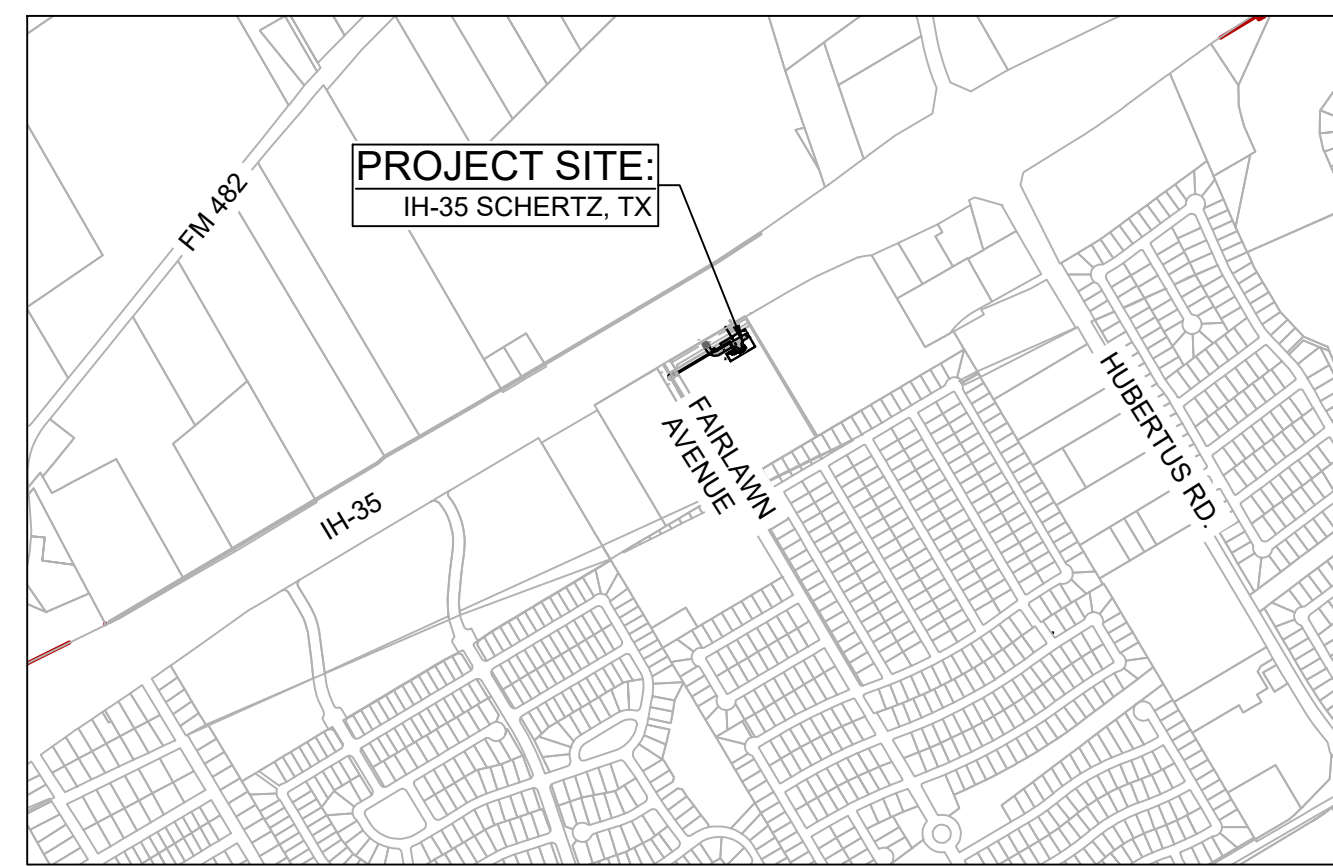 PROJECT SITE:
IH-35 SCHERTZ, TX
FM 482
IH-35
FAIRLAWN
AVENUE
HUBERTUS RD.